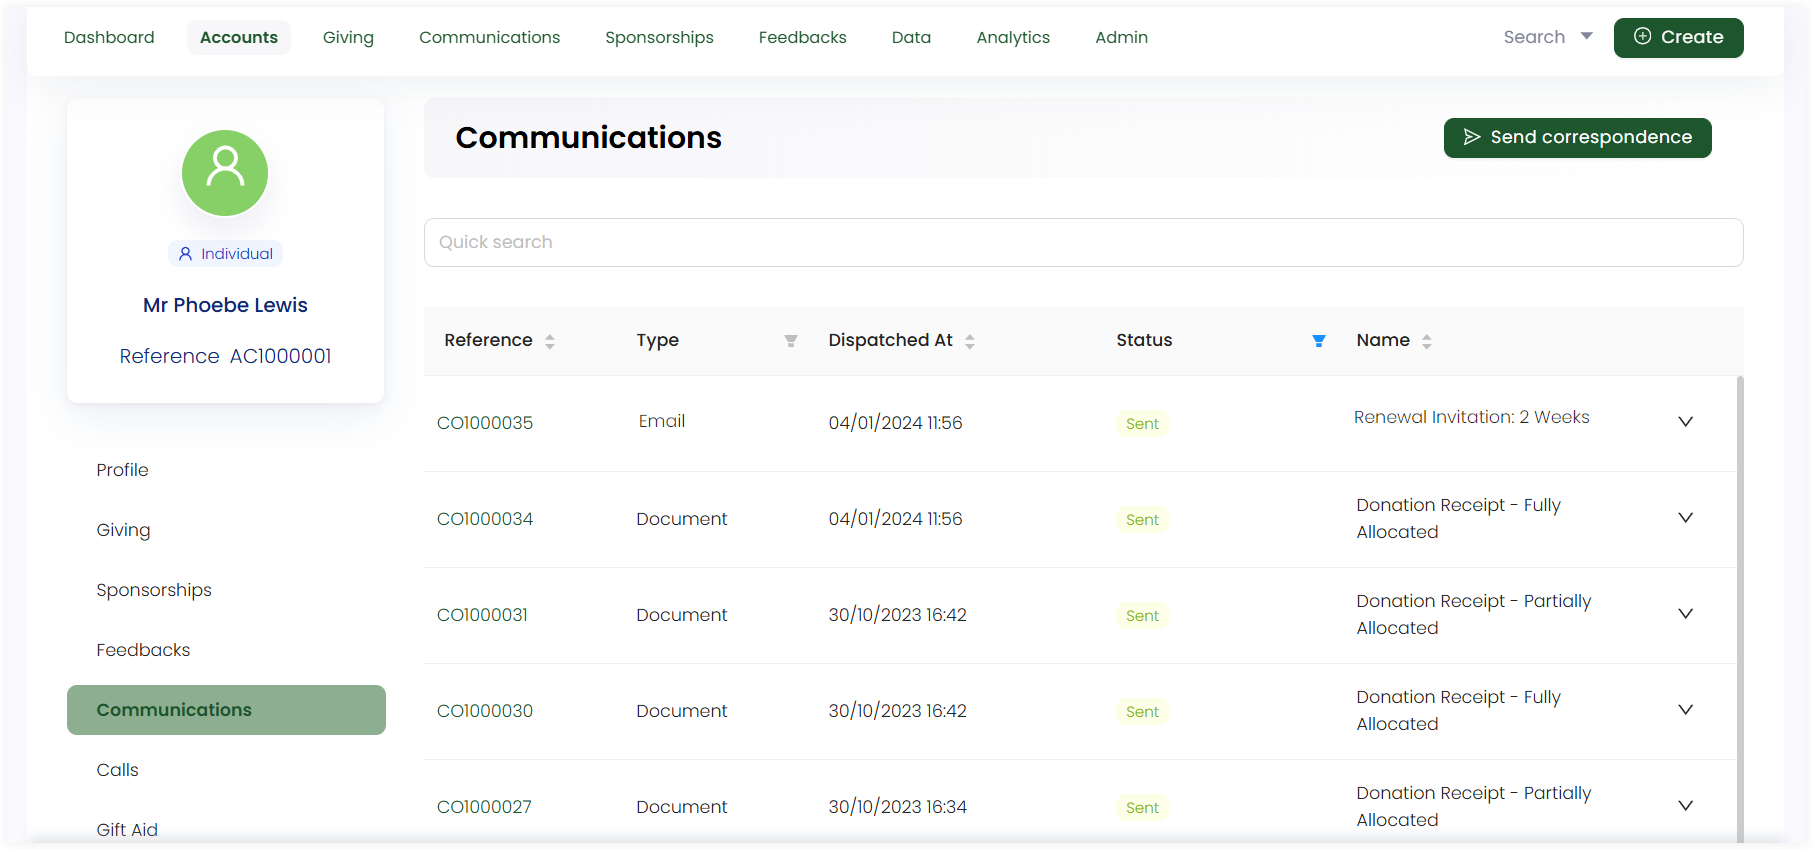 Dashboard Accounts Giving Communications Sponsorships Feedbacks Data Analytics Admin Search Create
Individual
Mr Phoebe Lewis
Reference AC1000001
Profile
Giving
Sponsorships
Feedbacks
Communications
Calls
Gift Aid
Communications Send correspondence
Quick search
Reference Type Dispatched At Status Name
CO1000035 Email 04/01/2024 11:56 Sent Renewal Invitation: 2 Weeks
CO1000034 Document 04/01/2024 11:56 Sent Donation Receipt - Fully
Allocated
CO1000031 Document 30/10/2023 16:42 Sent Donation Receipt - Partially
Allocated
CO1000030 Document 30/10/2023 16:42 Sent Donation Receipt - Fully
Allocated
CO1000027 Document 30/10/2023 16:34 Sent Donation Receipt - Partially
Allocated